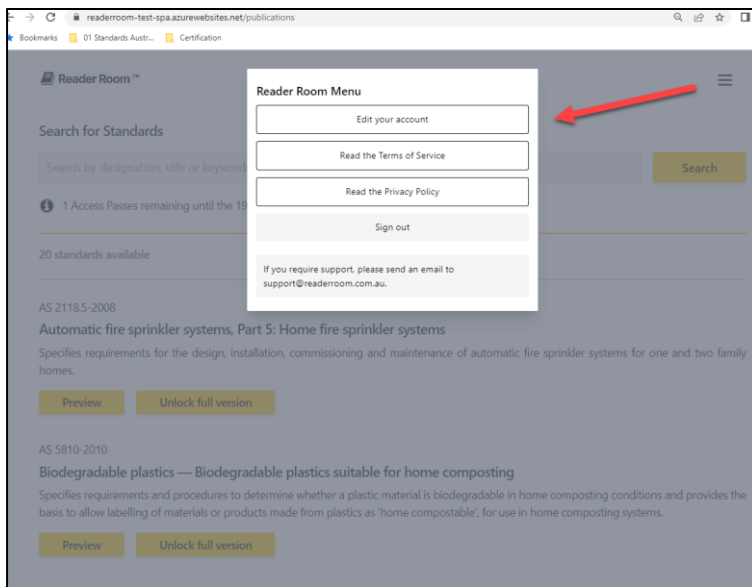 readerroom-test-spa.azurewebsites.net/publications
Bookmarks 01 Standards Austr... Certification
Reader Room ™
Reader Room Menu
Edit your account
Read the Terms of Service
Read the Privacy Policy
Sign out
If you require support, please send an email to
support@readerroom.com.au.
Search for Standards
Search by designation, title or keyword
Search
1 Access Passes remaining until the 19
20 standards available
AS 2118.5-2008
Automatic fire sprinkler systems, Part 5: Home fire sprinkler systems
Specifies requirements for the design, installation, commissioning and maintenance of automatic fire sprinkler systems for one and two family
homes.
Preview Unlock full version
AS 5810-2010
Biodegradable plastics — Biodegradable plastics suitable for home composting
Specifies requirements and procedures to determine whether a plastic material is biodegradable in home composting conditions and provides the
basis to allow labelling of materials or products made from plastics as 'home compostable', for use in home composting systems.
Preview Unlock full version